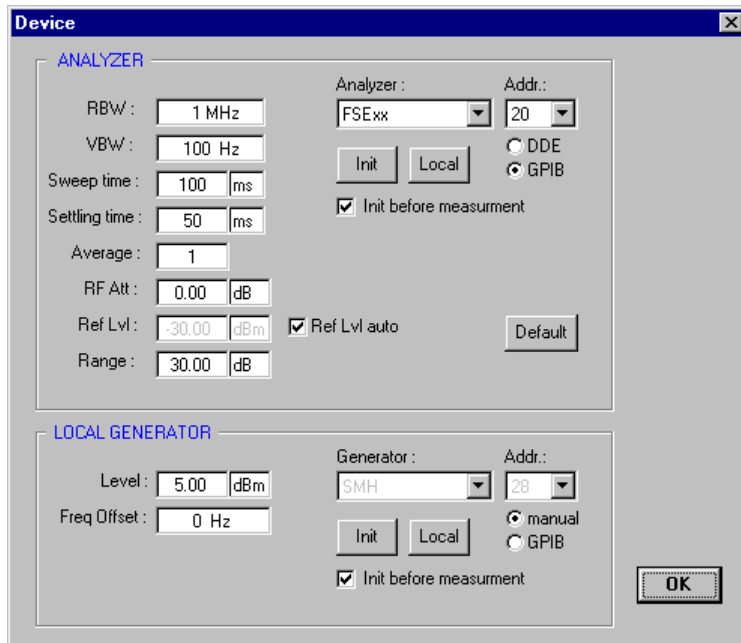 Device
ANALYZER
RBW : 1 MHz
VBW : 100 Hz
Sweep time : 100 ms
Settling time : 50 ms
Average : 1
RF Att : 0.00 dB
Ref Lvl : -30.00 dBm Ref Lvl auto
Range : 30.00 dB
Analyzer : Addr.:
FSExx 20
DDE
Init Local GPIB
Init before measurment
Default
LOCAL GENERATOR
Level : 5.00 dBm
Freq Offset : 0 Hz
Generator : Addr.:
SMH 28
manual
Init Local GPIB
Init before measurment
OK